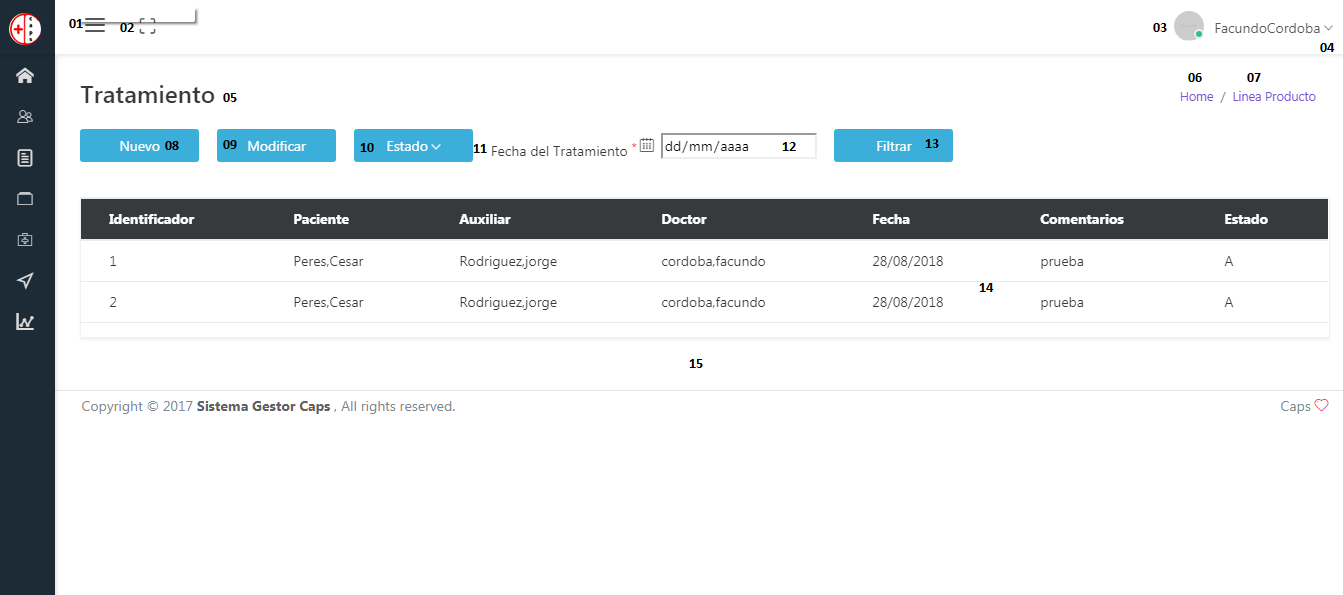 01 02 03 FacundoCordoba 04
Tratamiento 05
06 07
Home / Linea Producto
Nuevo 08 09 Modificar 10 Estado 11 Fecha del Tratamiento * dd/mm/aaaa 12 Filtrar 13
Identificador Paciente Auxiliar Doctor Fecha Comentarios Estado
1 Peres,Cesar Rodriguez,jorge cordoba,facundo 28/08/2018 prueba A
14
2 Peres,Cesar Rodriguez,jorge cordoba,facundo 28/08/2018 prueba A
15
Copyright © 2017 Sistema Gestor Caps , All rights reserved. Caps